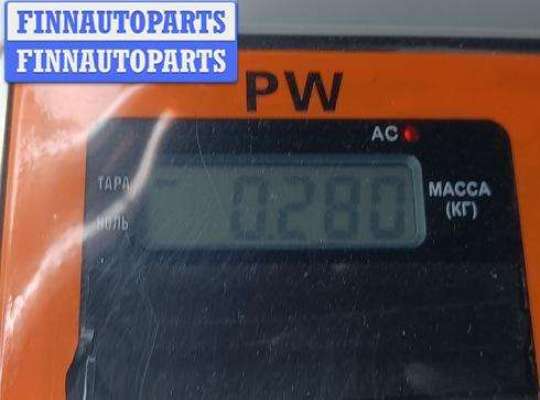 FINNAUTOPARTS
FINNAUTOPARTS
PW
AC
ТАРА
НОЛЬ
0.280
МАССА
(КГ)